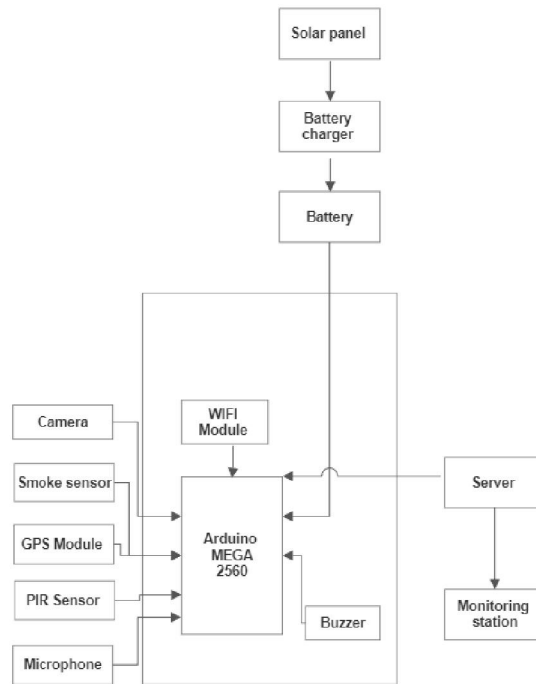 Solar panel
Battery
charger
Battery
WIFI
Module
Camera
Smoke sensor
GPS Module
PIR Sensor
Microphone
Arduino
MEGA
2560
Buzzer
Server
Monitoring
station